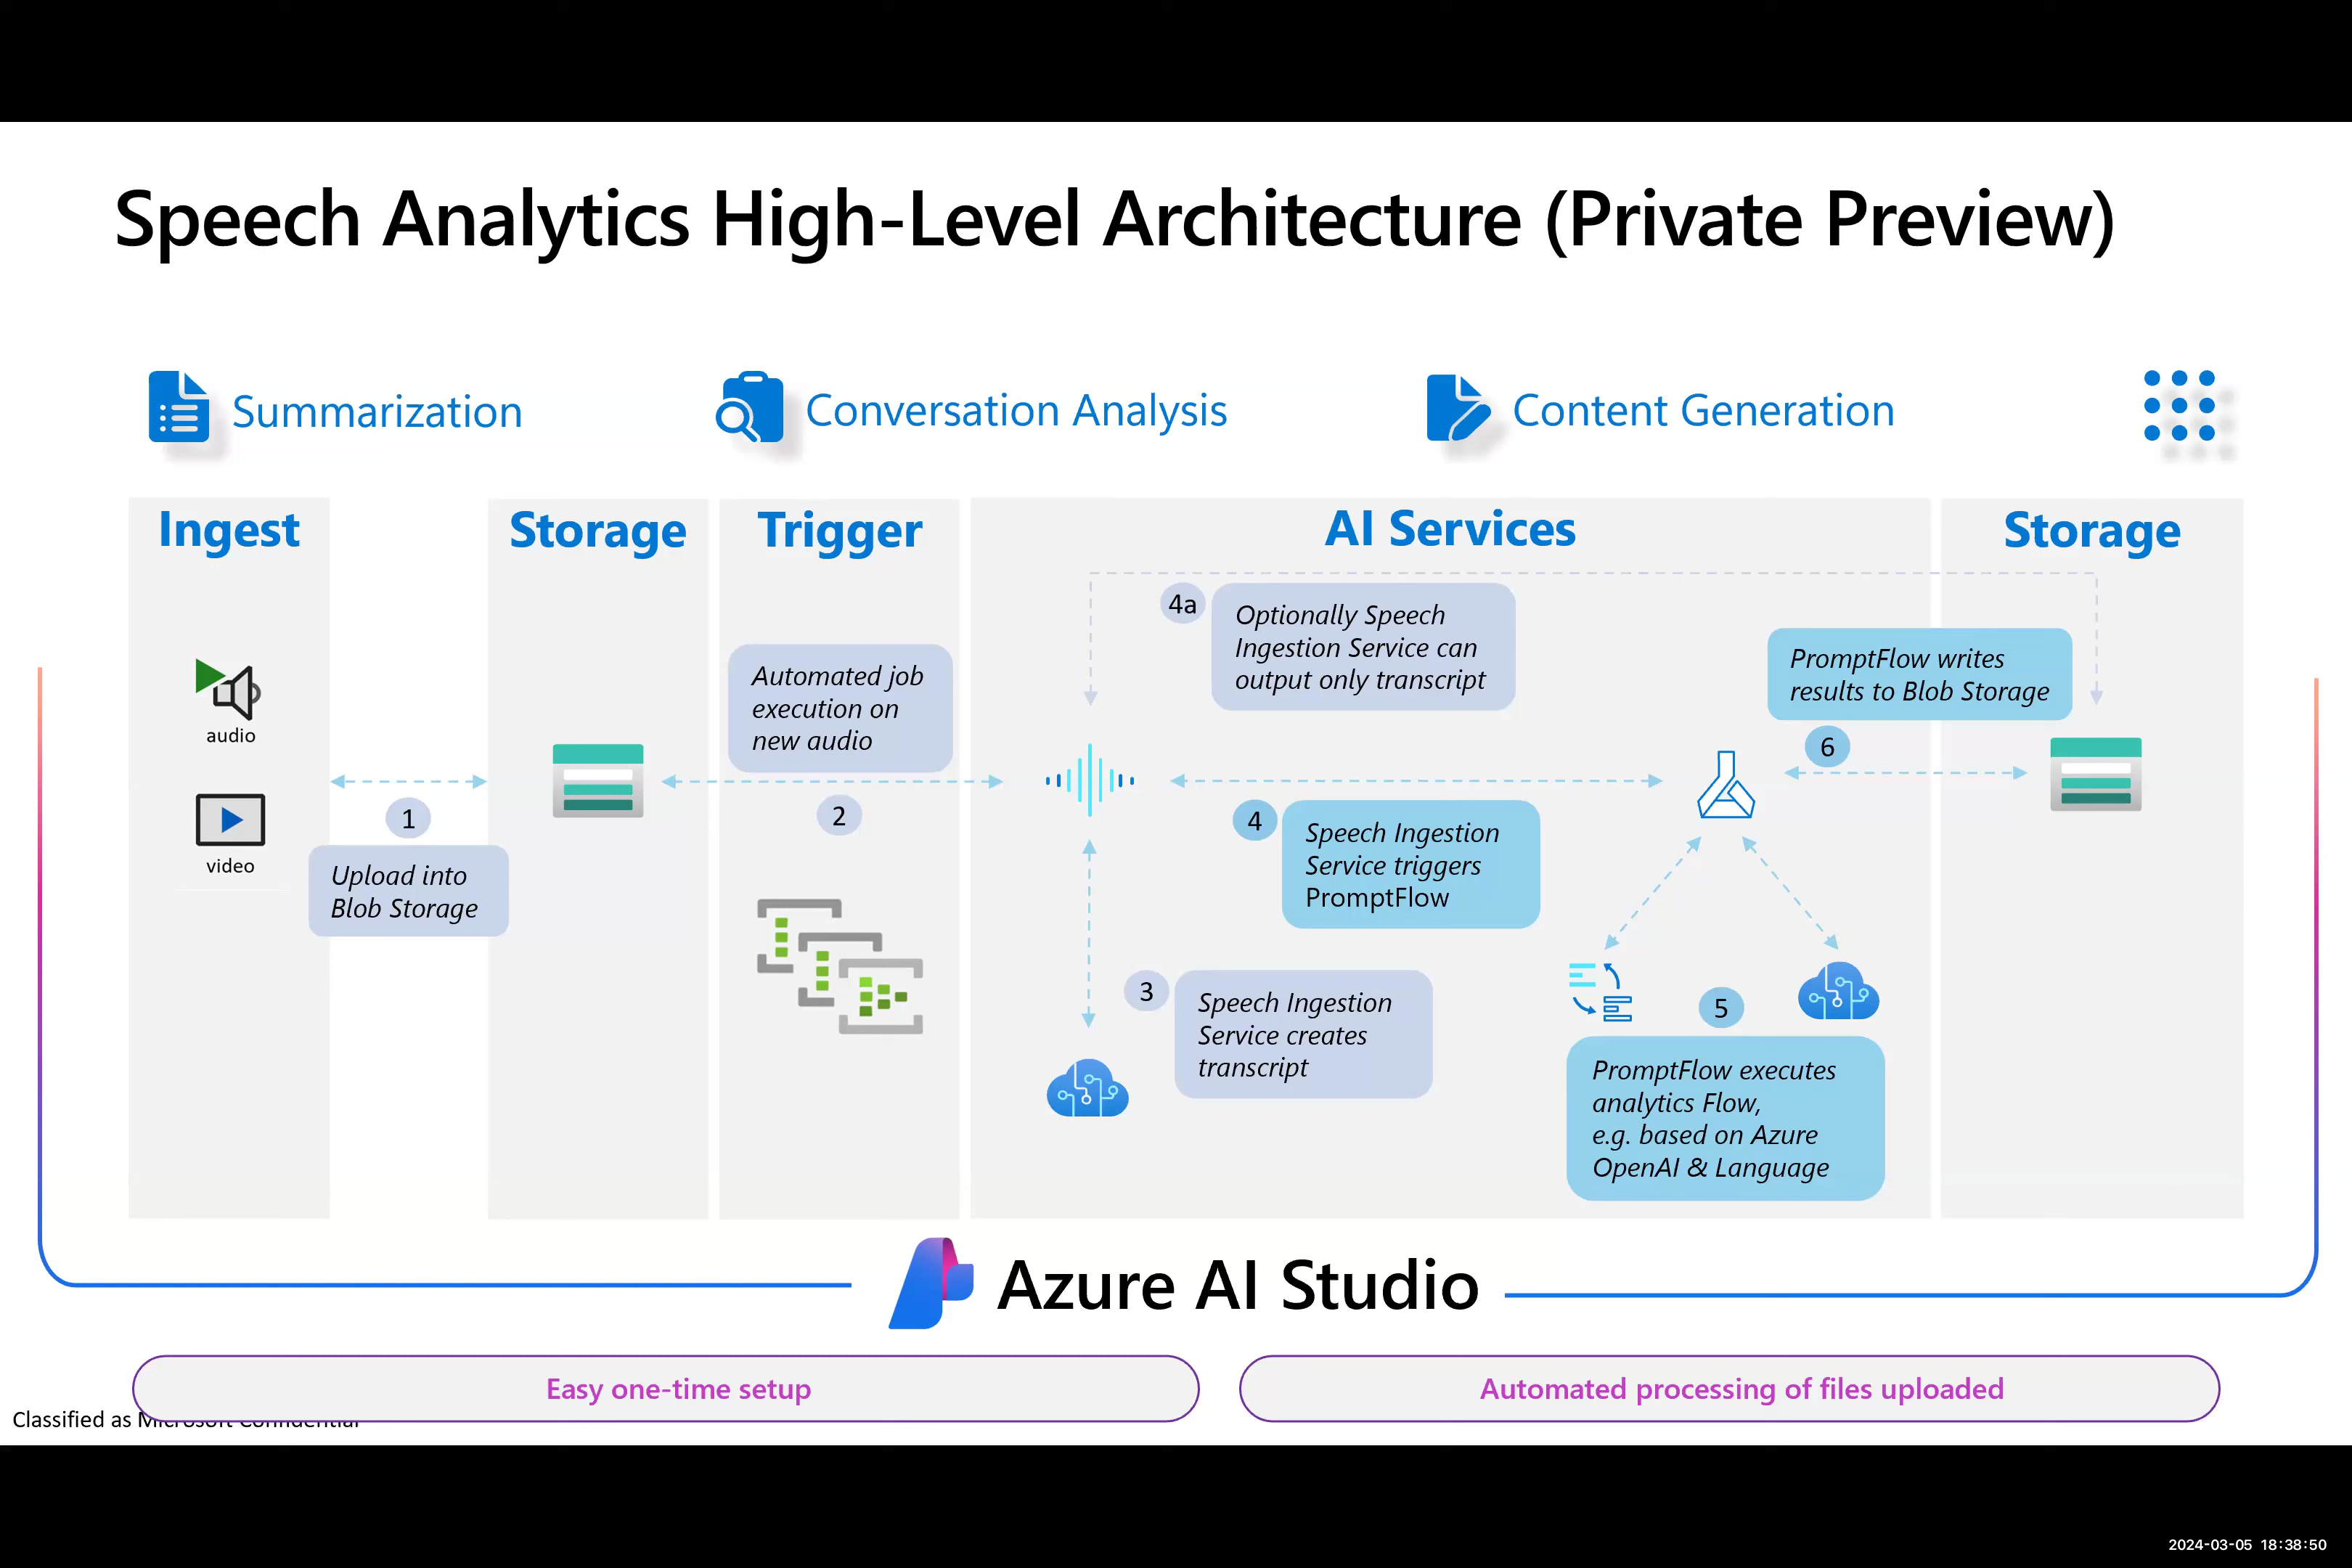 Speech Analytics High-Level Architecture (Private Preview)
Summarization
Conversation Analysis
Content Generation
Ingest
Storage
Trigger
AI Services
Storage
audio
video
1
Upload into
Blob Storage
Automated job
execution on
new audio
2
4a
Optionally Speech
Ingestion Service can
output only transcript
4
Speech Ingestion
Service triggers
PromptFlow
3
Speech Ingestion
Service creates
transcript
PromptFlow writes
results to Blob Storage
6
5
PromptFlow executes
analytics Flow,
e.g. based on Azure
OpenAI & Language
Azure AI Studio
Easy one-time setup
Automated processing of files uploaded
Classified as Microsoft Confidential
2024-03-05 18:38:50